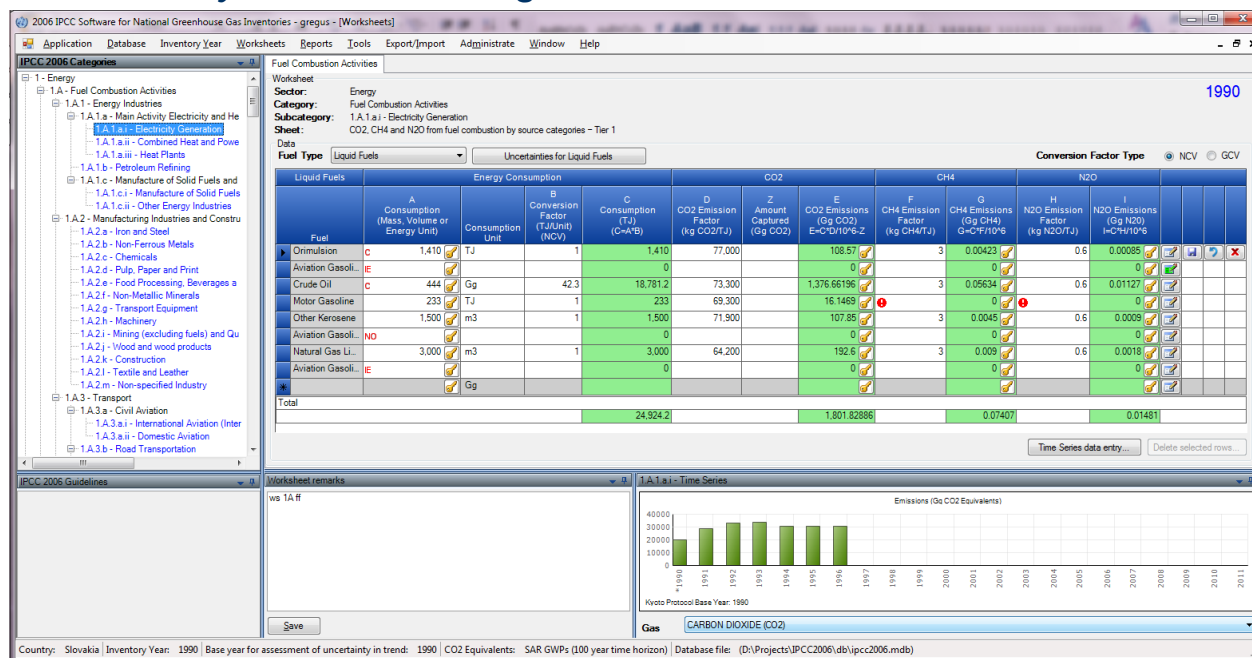 2006 IPCC Software for National Greenhouse Gas Inventories - gregus - [Worksheets]
Application Database Inventory Year Worksheets Reports Tools Export/Import Administrate Window Help
IPCC 2006 Categories
1 - Energy
1.A - Fuel Combustion Activities
1.A.1 - Energy Industries
1.A.1.a - Main Activity Electricity and He
1.A.1.a.i - Electricity Generation
1.A.1.a.ii - Combined Heat and Powe
1.A.1.a.iii - Heat Plants
1.A.1.b - Petroleum Refining
1.A.1.c - Manufacture of Solid Fuels and
1.A.1.c.i - Manufacture of Solid Fuels
1.A.1.c.ii - Other Energy Industries
1.A.2 - Manufacturing Industries and Constru
1.A.2.a - Iron and Steel
1.A.2.b - Non-Ferrous Metals
1.A.2.c - Chemicals
1.A.2.d - Pulp, Paper and Print
1.A.2.e - Food Processing, Beverages a
1.A.2.f - Non-Metallic Minerals
1.A.2.g - Transport Equipment
1.A.2.h - Machinery
1.A.2.i - Mining (excluding fuels) and Qu
1.A.2.j - Wood and wood products
1.A.2.k - Construction
1.A.2.l - Textile and Leather
1.A.2.m - Non-specified Industry
1.A.3 - Transport
1.A.3.a - Civil Aviation
1.A.3.a.i - International Aviation (Inter
1.A.3.a.ii - Domestic Aviation
1.A.3.b - Road Transportation
Fuel Combustion Activities
Worksheet
Sector: Energy
1990
Category: Fuel Combustion Activities
Subcategory: 1.A.1.a.i - Electricity Generation
Sheet: CO2, CH4 and N2O from fuel combustion by source categories – Tier 1
Data
Fuel Type Liquid Fuels Uncertainties for Liquid Fuels Conversion Factor Type NCV GCV
Liquid Fuels Energy Consumption CO2 CH4 N2O
Fuel
A Consumption (Mass, Volume or Energy Unit)
Consumption Unit
B Conversion Factor (TJ/Unit) (NCV)
C Consumption (TJ) (C=A*B)
D CO2 Emission Factor (kg CO2/TJ)
Z Amount Captured (Gg CO2)
E CO2 Emissions (Gg CO2) E=C*D/10^6-Z
F CH4 Emission Factor (kg CH4/TJ)
G CH4 Emissions (Gg CH4) G=C*F/10^6
H N2O Emission Factor (kg N2O/TJ)
I N2O Emissions (Gg N2O) I=C*H/10^6
Orimulsion C 1,410 TJ 1 1,410 77,000 108.57 3 0.00423 0.6 0.00085
Aviation Gasoli... IE 0 0 0 0
Crude Oil C 444 Gg 42.3 18,781.2 73,300 1,376.66196 3 0.05634 0.6 0.01127
Motor Gasoline 233 TJ 1 233 69,300 16.1469 0 0
Other Kerosene 1,500 m3 1 1,500 71,900 107.85 3 0.0045 0.6 0.0009
Aviation Gasoli... NO 0 0 0 0
Natural Gas Li... 3,000 m3 1 3,000 64,200 192.6 3 0.009 0.6 0.0018
Aviation Gasoli... IE 0 0 0 0
* Gg
Total
24,924.2 1,801.82886 0.07407 0.01481
Time Series data entry... Delete selected rows...
IPCC 2006 Guidelines
Worksheet remarks
ws 1A ff
Save
1.A.1.a.i - Time Series
Emissions (Gg CO2 Equivalents)
40000
30000
20000
10000
0
*1990 1991 1992 1993 1994 1995 1996 1997 1998 1999 2000 2001 2002 2003 2004 2005 2006 2007 2008 2009 2010 2011
Kyoto Protocol Base Year: 1990
Gas CARBON DIOXIDE (CO2)
Country: Slovakia Inventory Year: 1990 Base year for assessment of uncertainty in trend: 1990 CO2 Equivalents: SAR GWPs (100 year time horizon) Database file: (D:\Projects\IPCC2006\db\ipcc2006.mdb)